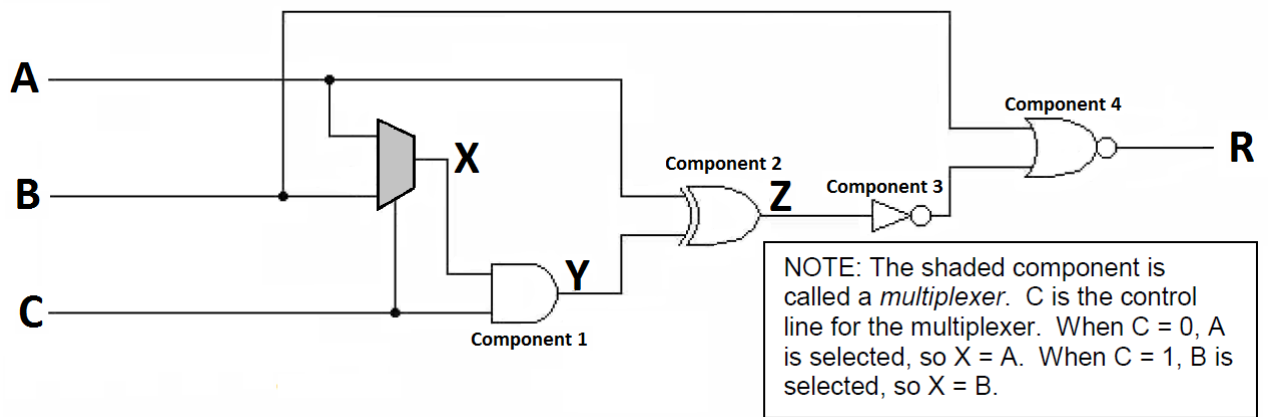 Component 4
A
R
X
Component 2
Z
Component 3
B
Y
C
Component 1
NOTE: The shaded component is
called a multiplexer. C is the control
line for the multiplexer. When C = 0, A
is selected, so X = A. When C = 1, B is
selected, so X = B.